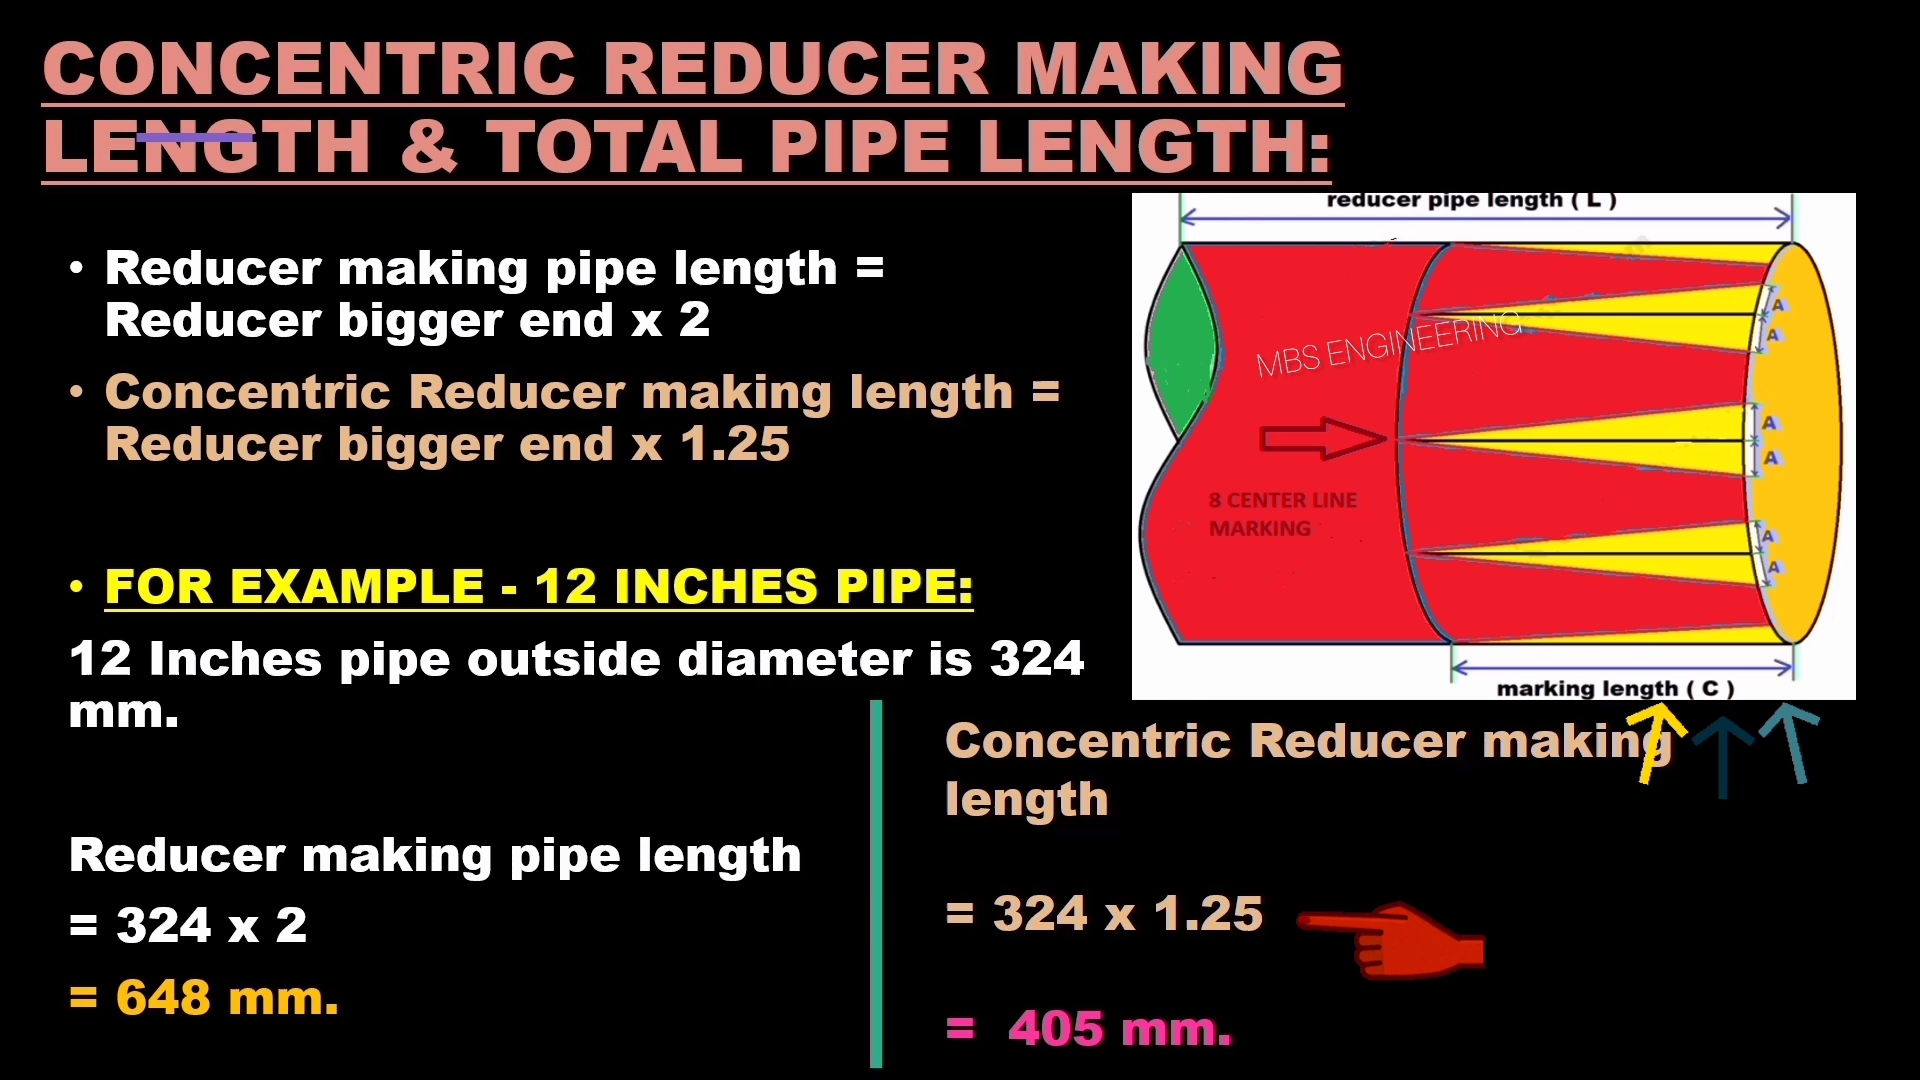 CONCENTRIC REDUCER MAKING
LENGTH & TOTAL PIPE LENGTH:
• Reducer making pipe length =
Reducer bigger end x 2
• Concentric Reducer making length =
Reducer bigger end x 1.25
• FOR EXAMPLE - 12 INCHES PIPE:
12 Inches pipe outside diameter is 324
mm.
Reducer making pipe length
= 324 x 2
= 648 mm.
reducer pipe length ( L )
MBS ENGINEERING
8 CENTER LINE
MARKING
A
A
A
A
A
A
marking length ( C )
Concentric Reducer making
length
= 324 x 1.25
= 405 mm.